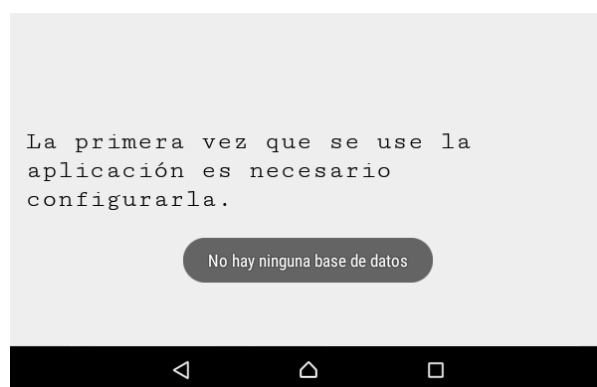 La primera vez que se use la
aplicación es necesario
configurarla.
No hay ninguna base de datos